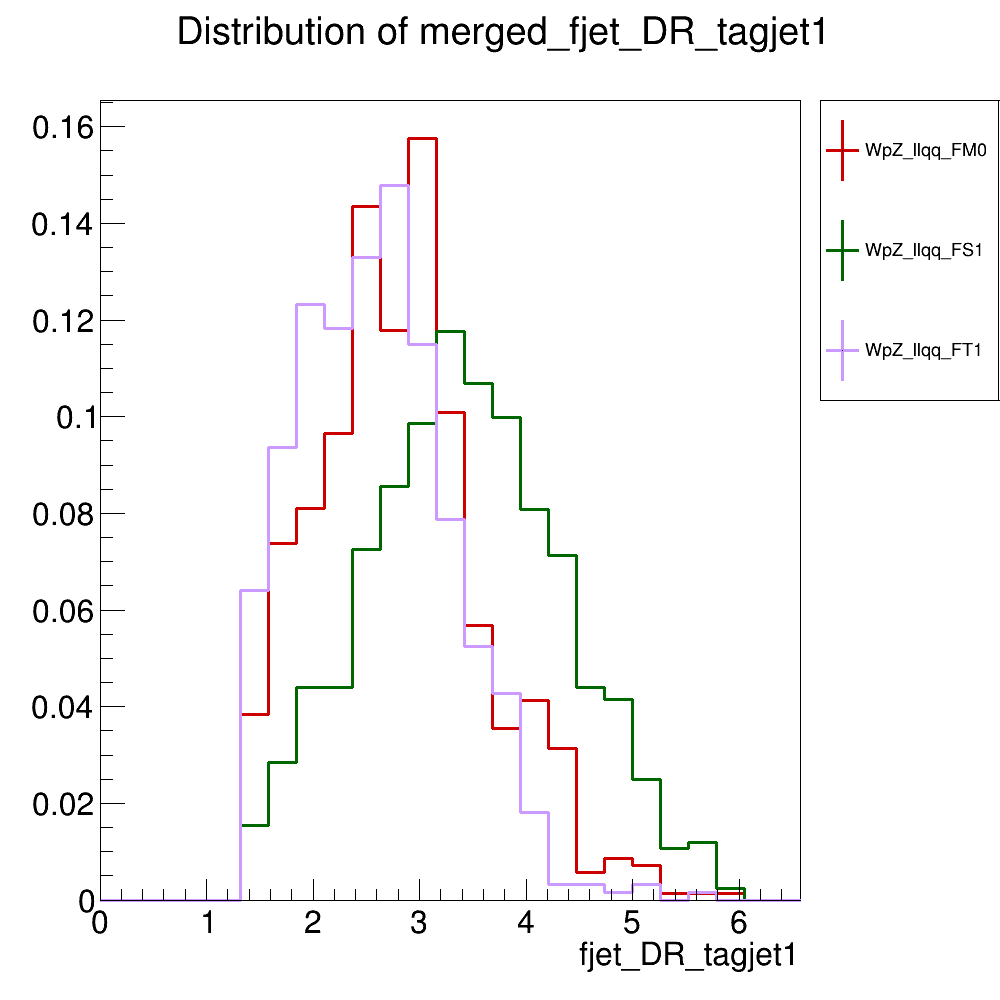 Distribution of merged_fjet_DR_tagjet1
0.16
0.14
0.12
0.1
0.08
0.06
0.04
0.02
0
0 1 2 3 4 5 6
fjet_DR_tagjet1
WpZ_llqq_FM0
WpZ_llqq_FS1
WpZ_llqq_FT1